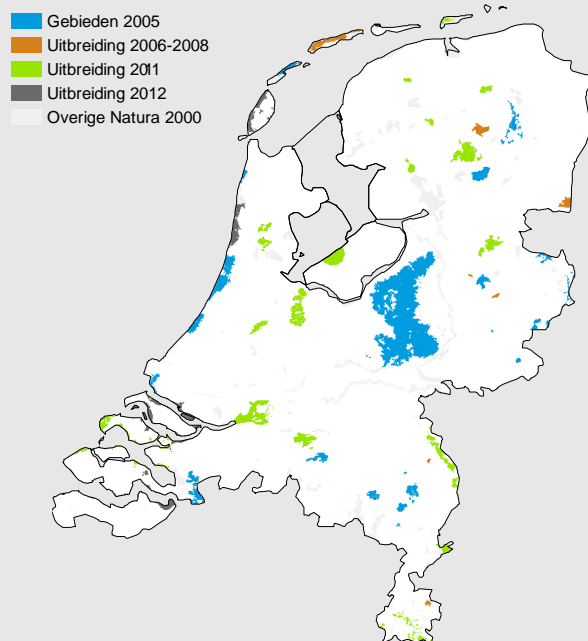 Gebieden 2005
Uitbreiding 2006-2008
Uitbreiding 2011
Uitbreiding 2012
Overige Natura 2000